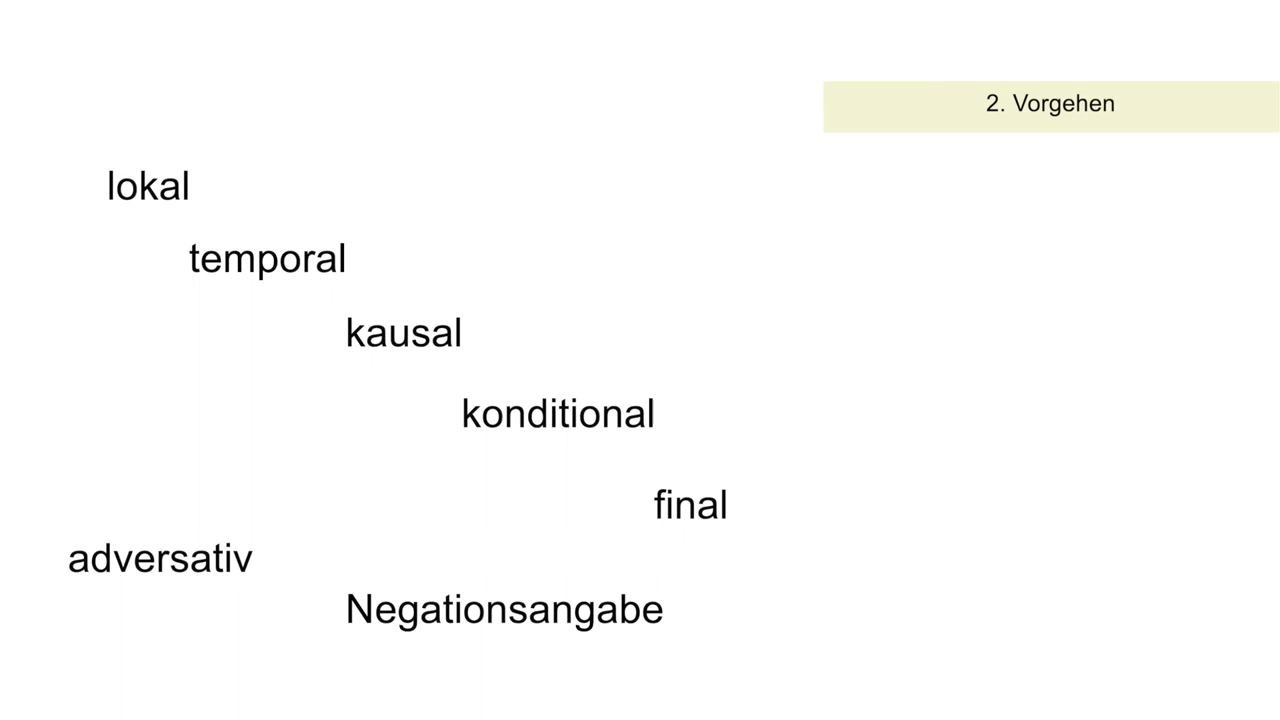 2. Vorgehen
lokal
temporal
kausal
konditional
final
adversativ
Negationsangabe